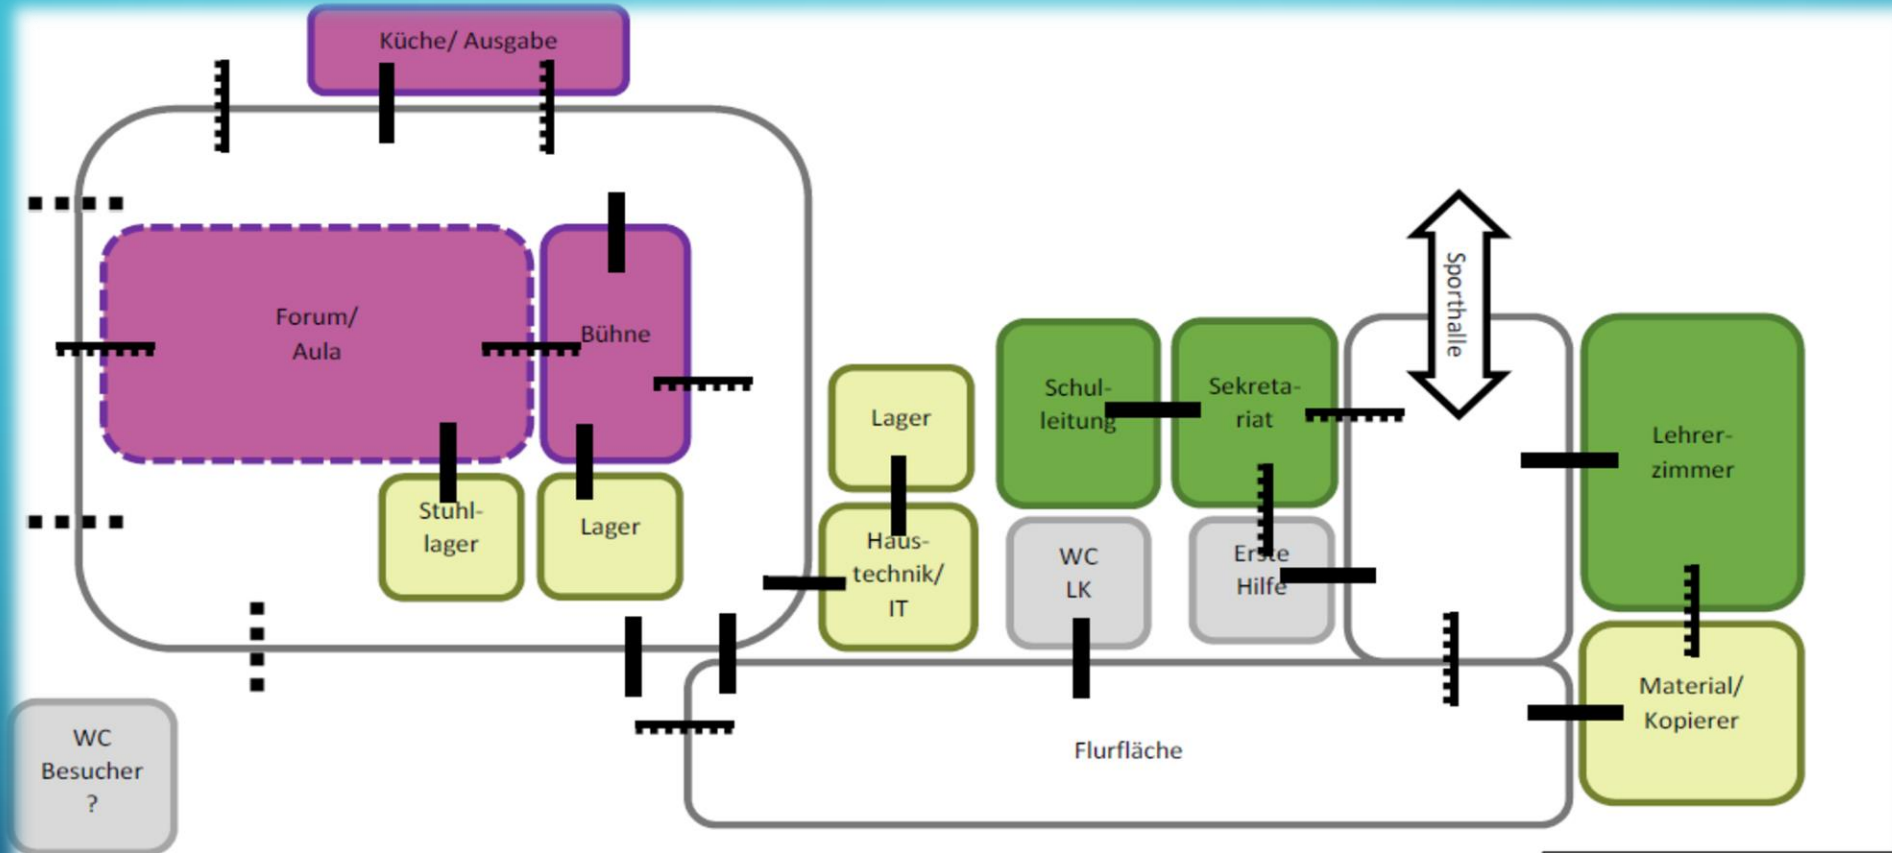 Küche/ Ausgabe
Forum/
Aula
Bühne
Stuhl-
lager
Lager
Lager
Haus-
technik/
IT
Schul-
leitung
Sekreta-
riat
WC
LK
Erste
Hilfe
Sporthalle
Lehrer-
zimmer
Material/
Kopierer
Flurfläche
WC
Besucher
?